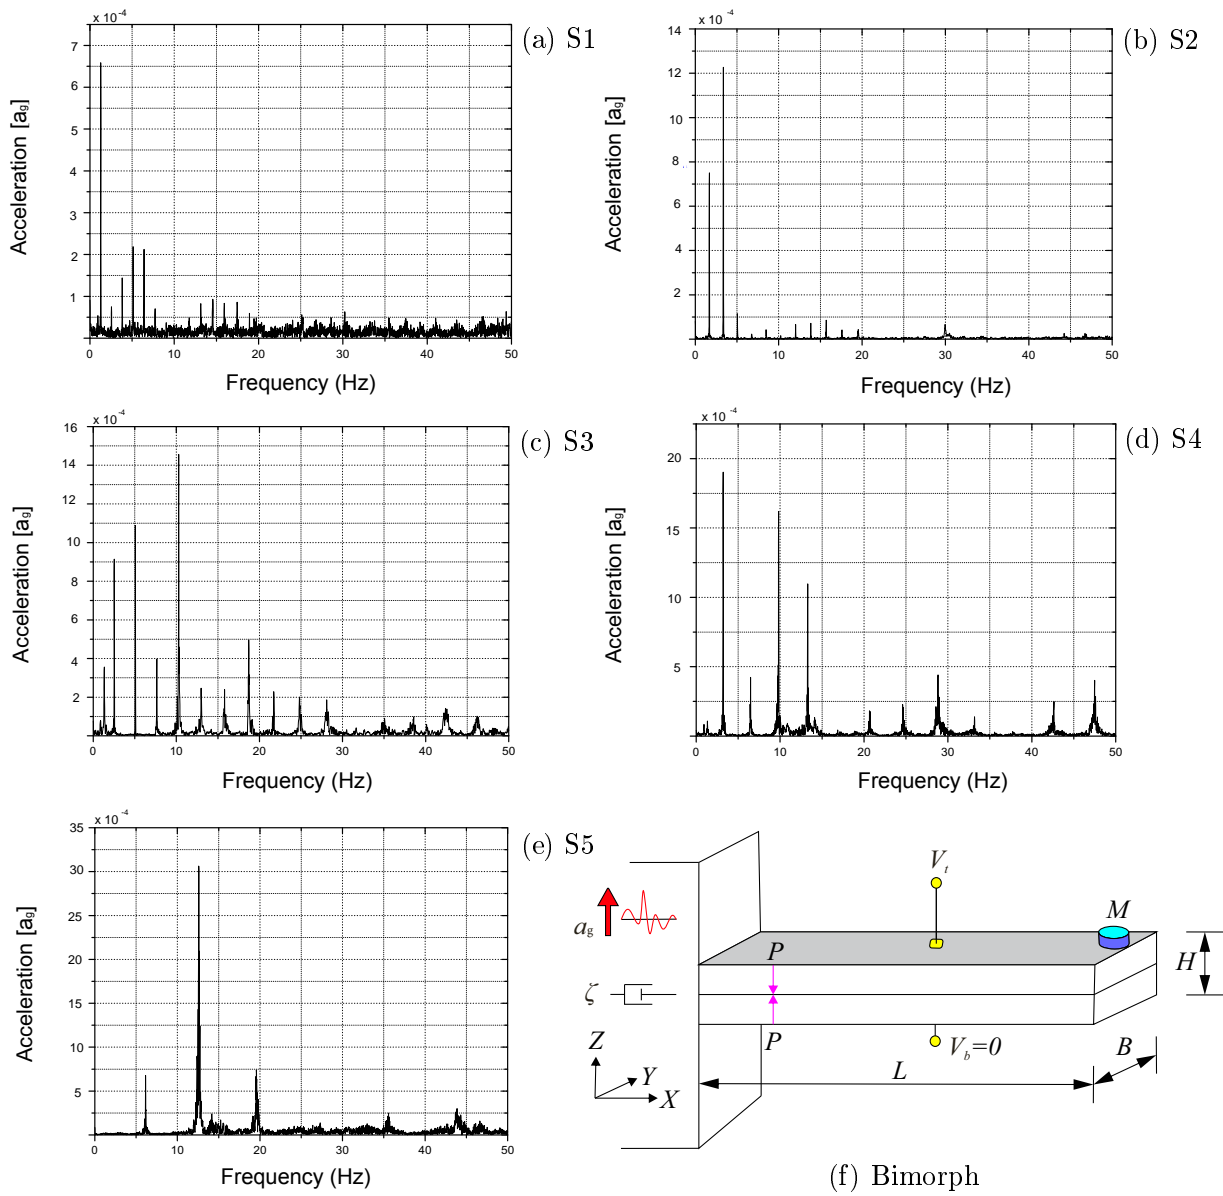 x 10 -4
(a) S1
7
6
5
4
3
2
1
0 10 20 30 40 50
Acceleration [ag]
Frequency (Hz)
x 10 -4
(b) S2
14
12
10
8
6
4
2
0 10 20 30 40 50
Acceleration [ag]
Frequency (Hz)
x 10 -4
(c) S3
16
14
12
10
8
6
4
2
0 10 20 30 40 50
Acceleration [ag]
Frequency (Hz)
x 10 -4
(d) S4
20
15
10
5
0 10 20 30 40 50
Acceleration [ag]
Frequency (Hz)
x 10 -4
(e) S5
35
30
25
20
15
10
5
0 10 20 30 40 50
Acceleration [ag]
Frequency (Hz)
Vt
M
ag
P
H
ζ
P
Vb=0
B
Z
Y
X
L
(f) Bimorph